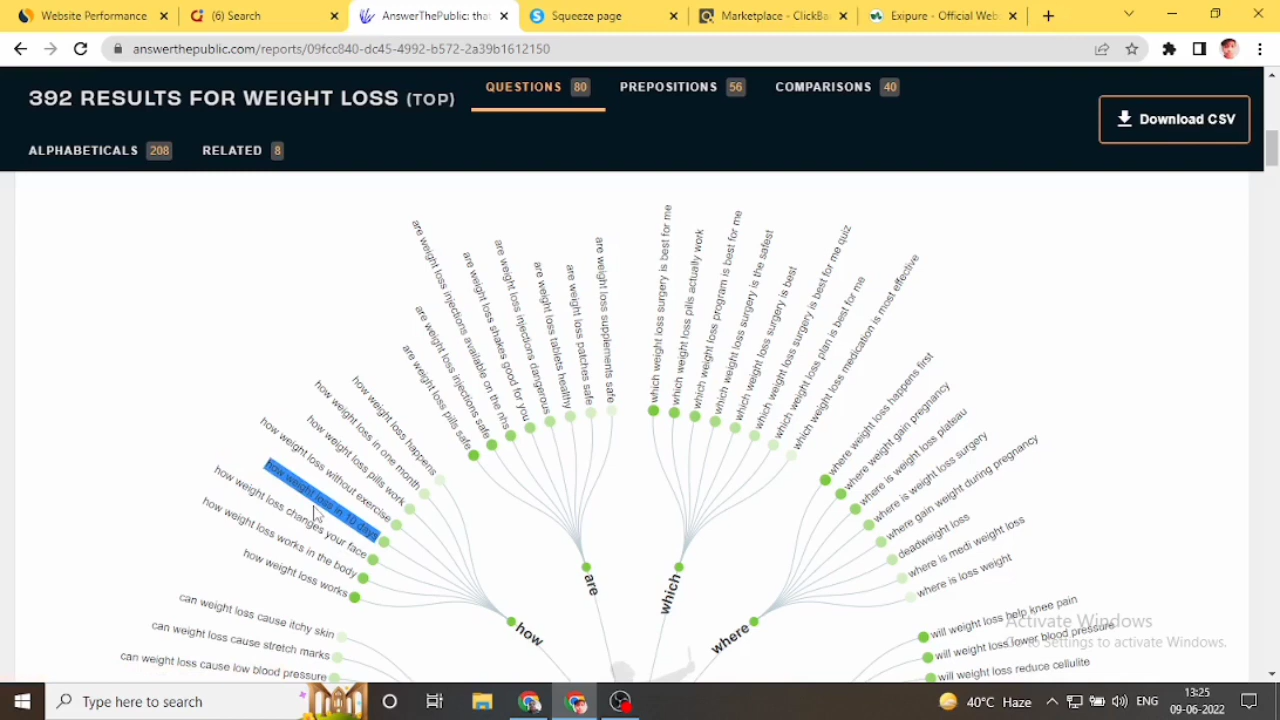 Website Performance
(6) Search
AnswerThePublic: that
Squeeze page
Marketplace - ClickBa
Exipure - Official Web
answerthepublic.com/reports/09fcc840-dc45-4992-b572-2a39b1612150
392 RESULTS FOR WEIGHT LOSS (TOP)
QUESTIONS 80
PREPOSITIONS 56
COMPARISONS 40
Download CSV
ALPHABETICALS 208
RELATED 8
can weight loss cause low blood pressure
can weight loss cause stretch marks
can weight loss cause itchy skin
how weight loss works
how weight loss works in the body
how weight loss changes your face
how weight loss in 10 days
how weight loss without exercise
how weight loss pills work
how weight loss in one month
how weight loss happens
how
are weight loss pills safe
are weight loss injections safe
are weight loss injections available on the nhs
are weight loss shakes good for you
are weight loss injections dangerous
are weight loss tablets healthy
are weight loss patches safe
are weight loss supplements safe
are
which weight loss surgery is best for me
which weight loss pills actually work
which weight loss program is best for me
which weight loss surgery is the safest
which weight loss surgery is best
which weight loss surgery is best for me quiz
which weight loss plan is best for me
which weight loss medication is most effective
which
where weight loss happens first
where weight gain pregnancy
where is weight loss plateau
where is weight loss surgery
where gain weight during pregnancy
deadweight loss
where is medi weight loss
where is loss weight
where
will weight loss help knee pain
will weight loss lower blood pressure
will weight loss reduce cellulite
Activate Windows
Go to Settings to activate Windows.
Type here to search
40°C Haze
ENG
13:25
09-06-2022